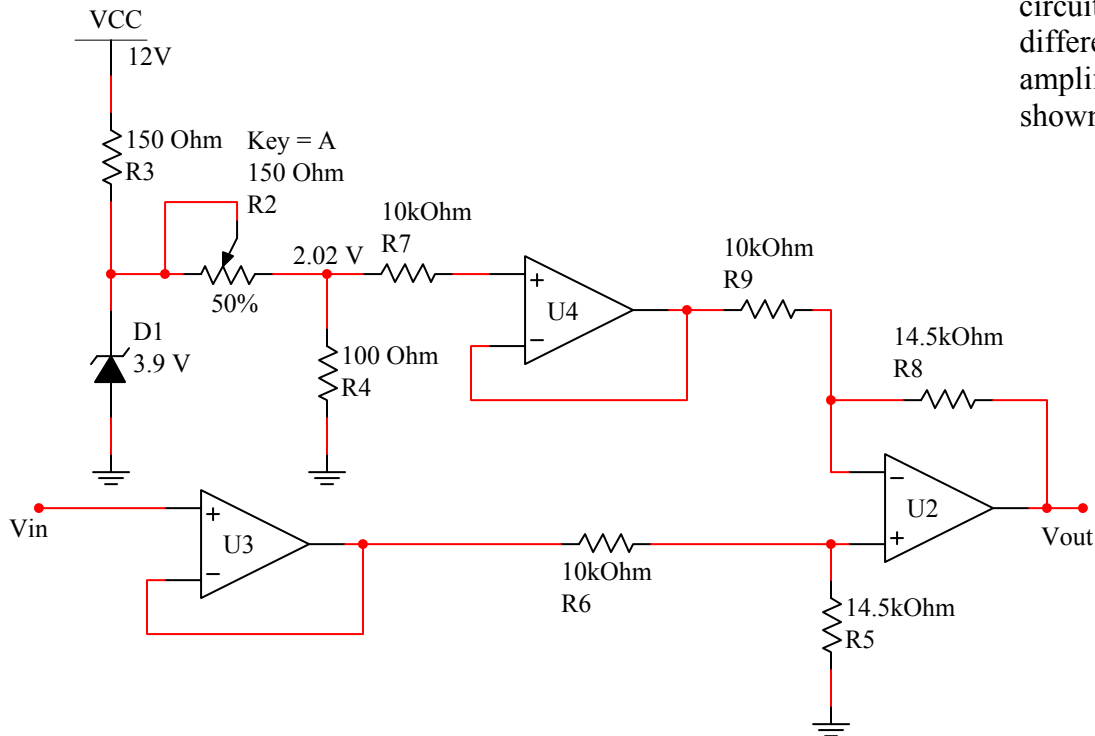 circuit
differe
amplif
shown
VCC
12V
150 Ohm
R3
Key = A
150 Ohm
R2
50%
2.02 V
10kOhm
R7
D1
3.9 V
100 Ohm
R4
+
−
U4
10kOhm
R9
14.5kOhm
R8
Vin
+
−
U3
10kOhm
R6
−
+
U2
Vout
14.5kOhm
R5